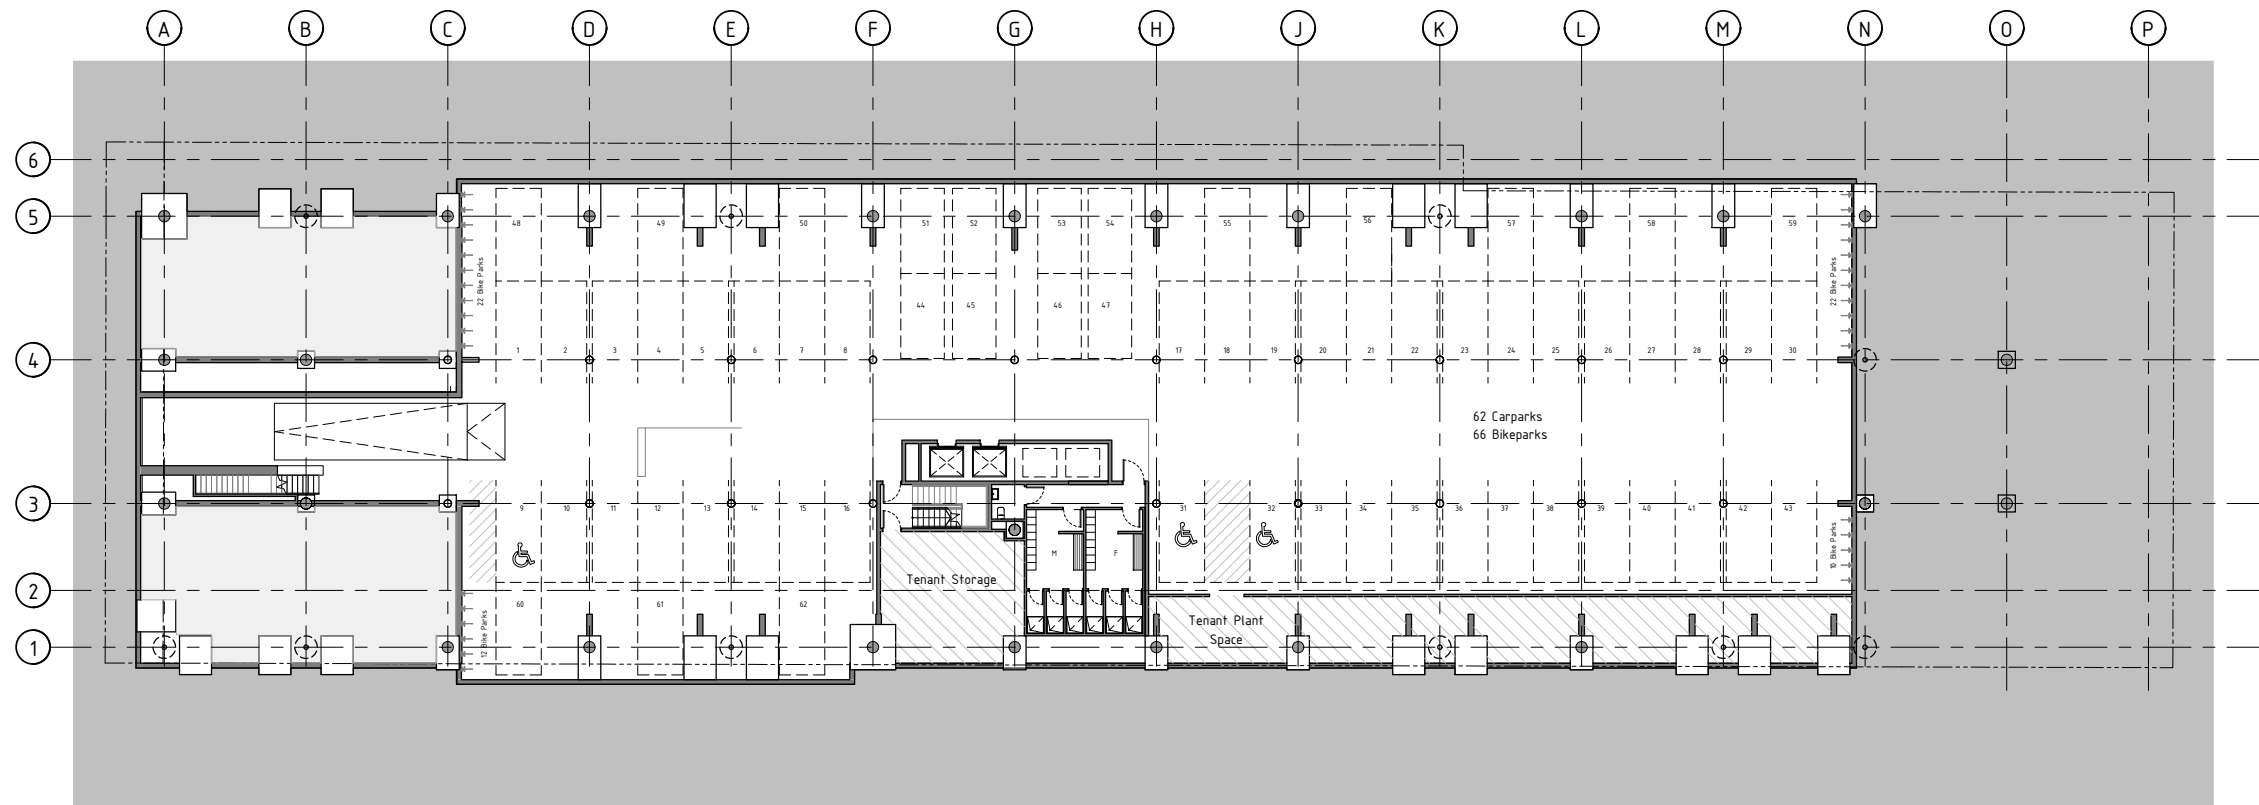 A B C D E F G H J K L M N O P
6
5
48 49 50 51 52 53 54 55 56 57 58 59
22 Bike Parks
22 Bike Parks
44 45 46 47
4
1 2 3 4 5 6 7 8 17 18 19 20 21 22 23 24 25 26 27 28 29 30
62 Carparks
66 Bikeparks
3
9 10 11 12 13 14 15 16 31 32 33 34 35 36 37 38 39 40 41 42 43
10 Bike Parks
M F
Tenant Storage
2
60 61 62
12 Bike Parks
Tenant Plant
Space
1